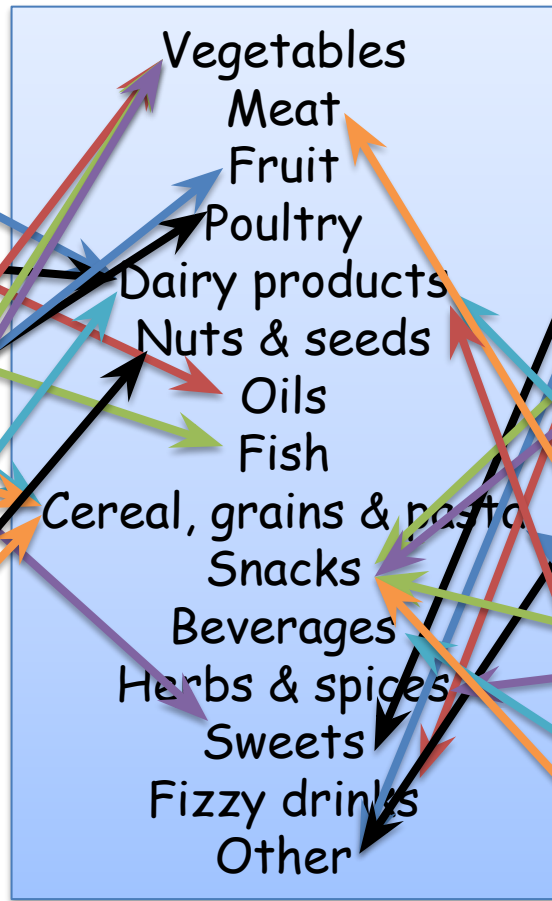 Vegetables
Meat
Fruit
Poultry
Dairy products
Nuts & seeds
Oils
Fish
Cereal, grains & pasta
Snacks
Beverages
Herbs & spices
Sweets
Fizzy drinks
Other